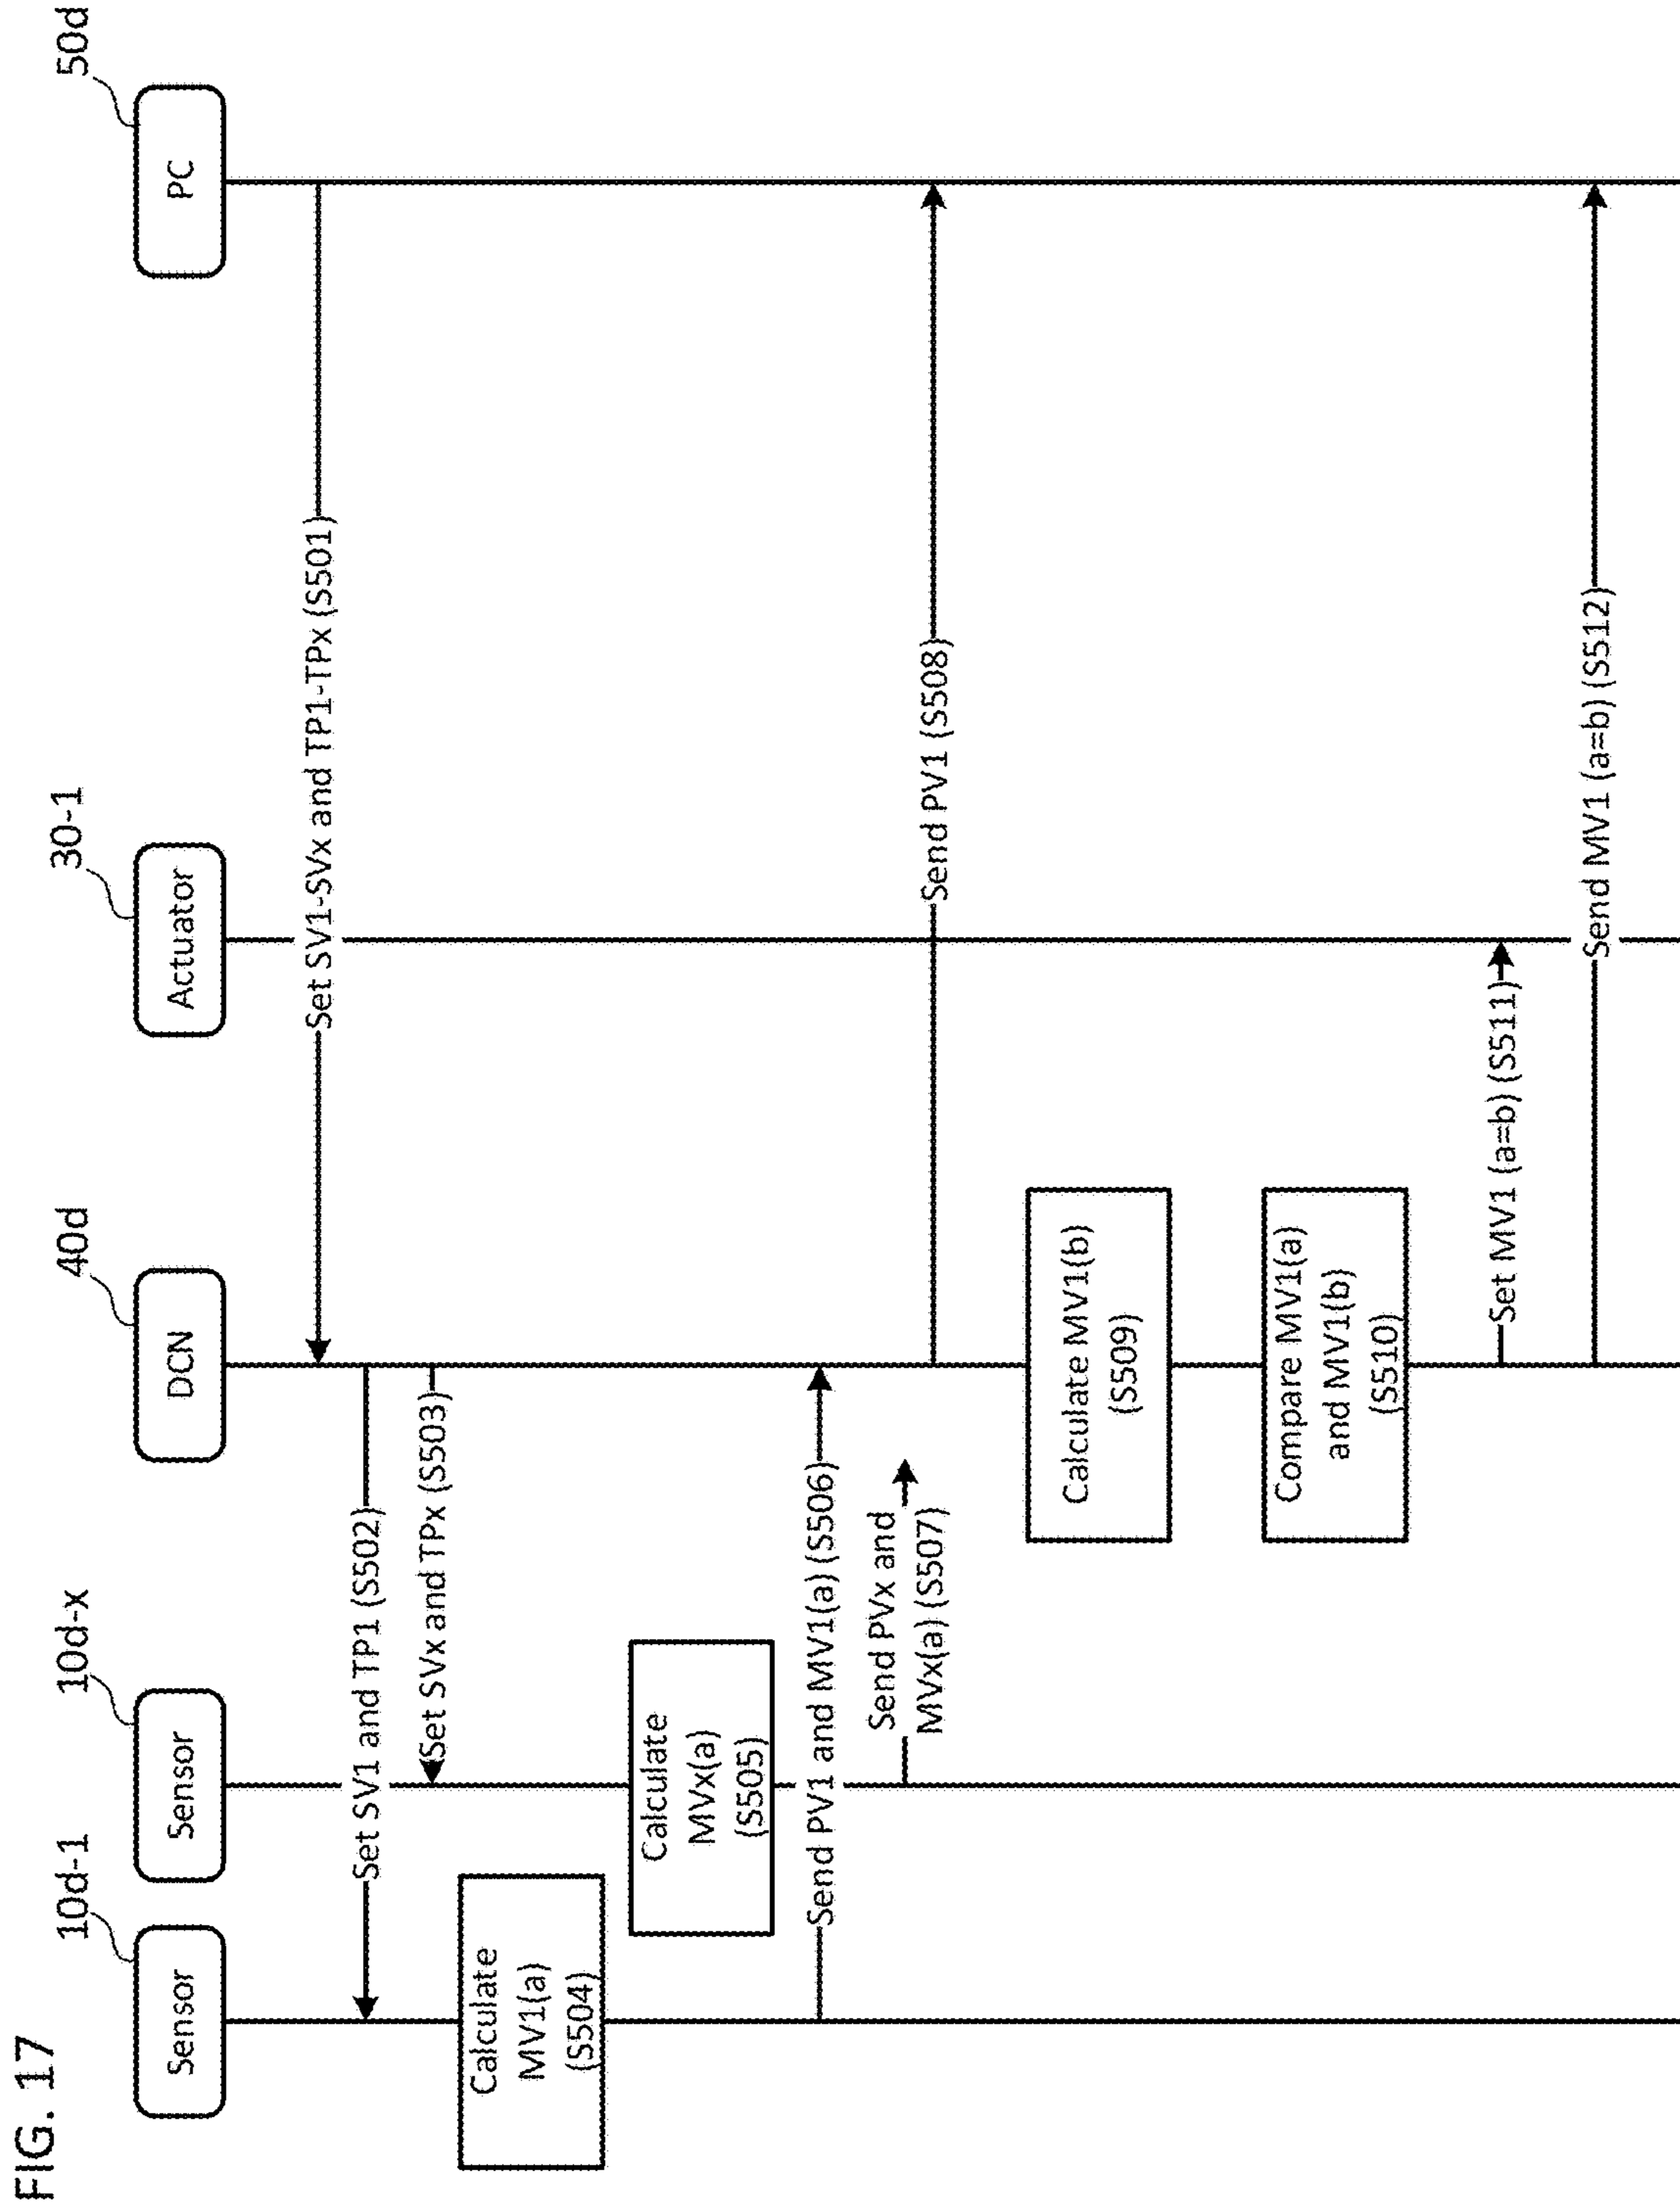 FIG. 17
10d-1
10d-x
40d
30-1
50d
Sensor
Sensor
DCN
Actuator
PC
Set SV1-SVx and TP1-TPx (S501)
Set SV1 and TP1 (S502)
Set SVx and TPx (S503)
Calculate
MV1(a)
(S504)
Calculate
MVx(a)
(S505)
Send PV1 and MV1(a) (S506)
Send PVx and
MVx(a) (S507)
Send PV1 (S508)
Calculate MV1(b)
(S509)
Compare MV1(a)
and MV1(b)
(S510)
Set MV1 (a=b) (S511)
Send MV1 (a=b) (S512)